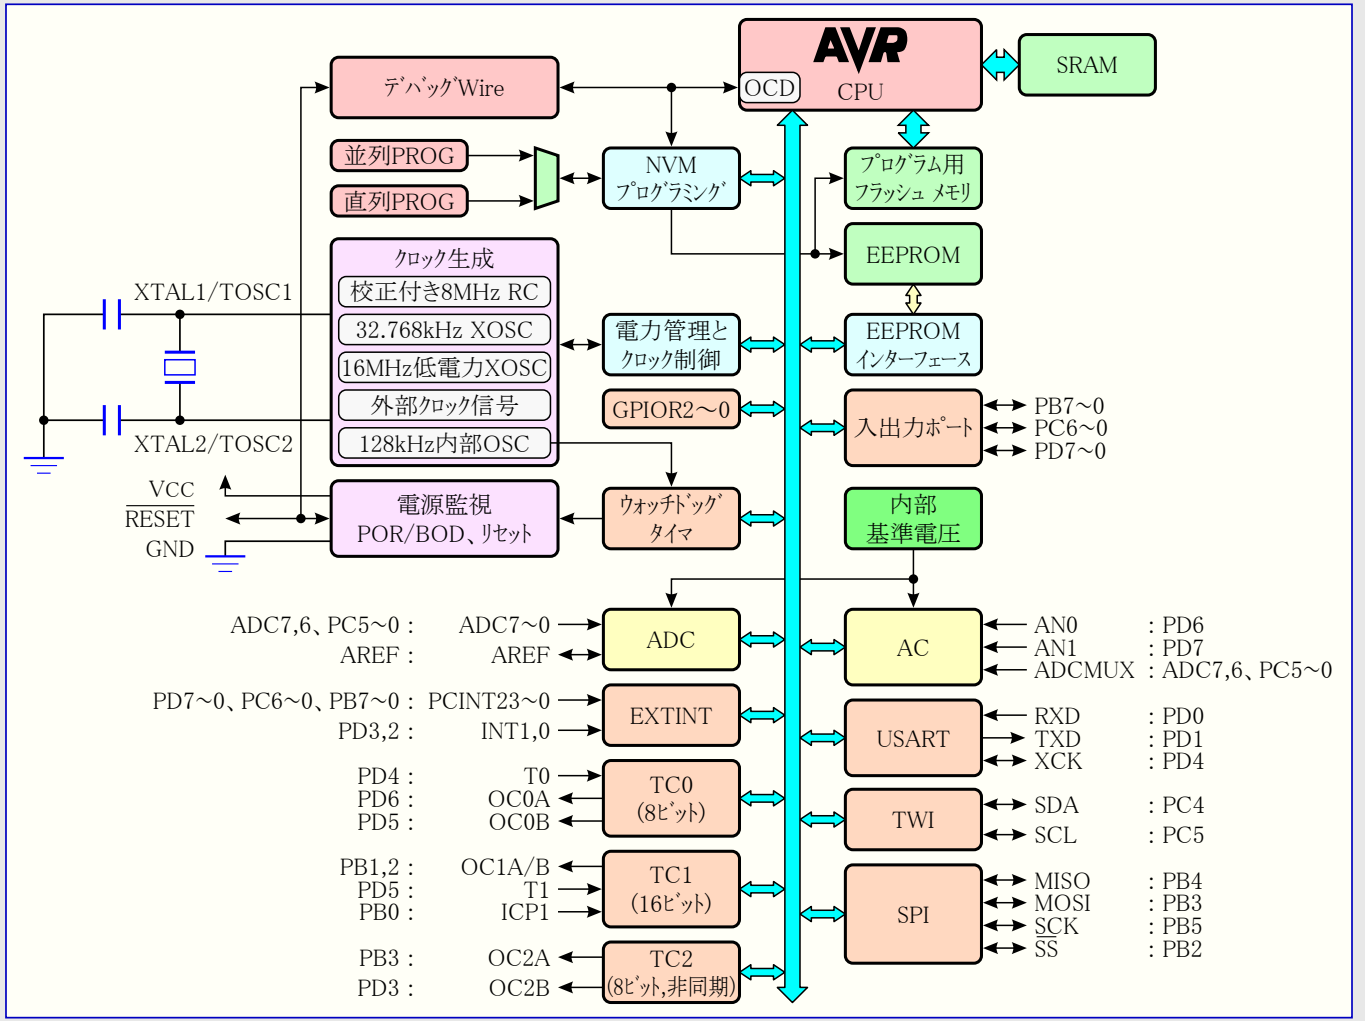 AVR
CPU
OCD
SRAM
デバッグWire
並列PROG
直列PROG
NVM
プログラミング
プログラム用
フラッシュ メモリ
EEPROM
クロック生成
校正付き8MHz RC
32.768kHz XOSC
16MHz低電力XOSC
外部クロック信号
128kHz内部OSC
XTAL1/TOSC1
XTAL2/TOSC2
電力管理と
クロック制御
EEPROM
インターフェース
GPIOR2~0
入出力ポート
PB7~0
PC6~0
PD7~0
VCC
RESET
GND
電源監視
POR/BOD、リセット
ウォッチドッグ
タイマ
内部
基準電圧
ADC7,6、PC5~0 : ADC7~0
AREF : AREF
ADC
AC
AN0 : PD6
AN1 : PD7
ADCMUX : ADC7,6、PC5~0
PD7~0、PC6~0、PB7~0 : PCINT23~0
PD3,2 : INT1,0
EXTINT
USART
RXD : PD0
TXD : PD1
XCK : PD4
PD4 : T0
PD6 : OC0A
PD5 : OC0B
TC0
(8ビット)
TWI
SDA : PC4
SCL : PC5
PB1,2 : OC1A/B
PD5 : T1
PB0 : ICP1
TC1
(16ビット)
SPI
MISO : PB4
MOSI : PB3
SCK : PB5
SS : PB2
PB3 : OC2A
PD3 : OC2B
TC2
(8ビット,非同期)